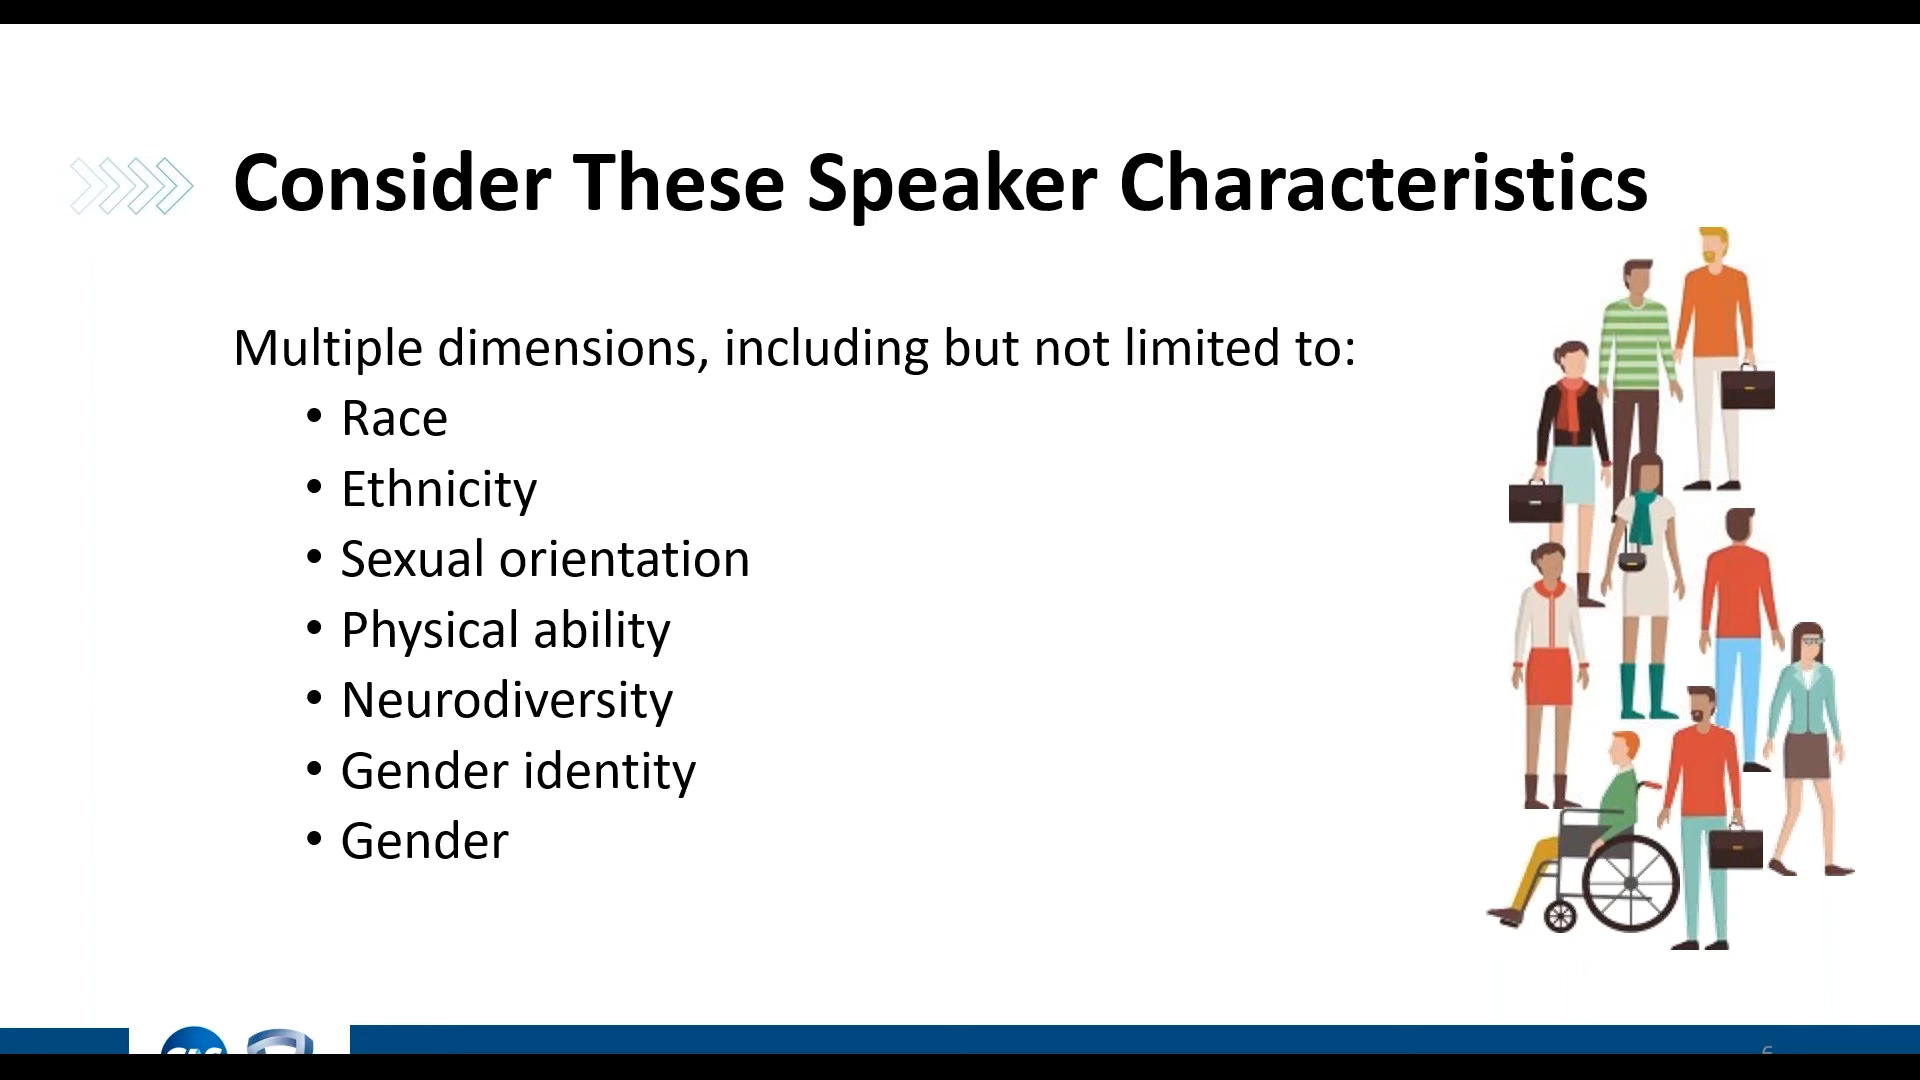 Consider These Speaker Characteristics
Multiple dimensions, including but not limited to:
• Race
• Ethnicity
• Sexual orientation
• Physical ability
• Neurodiversity
• Gender identity
• Gender